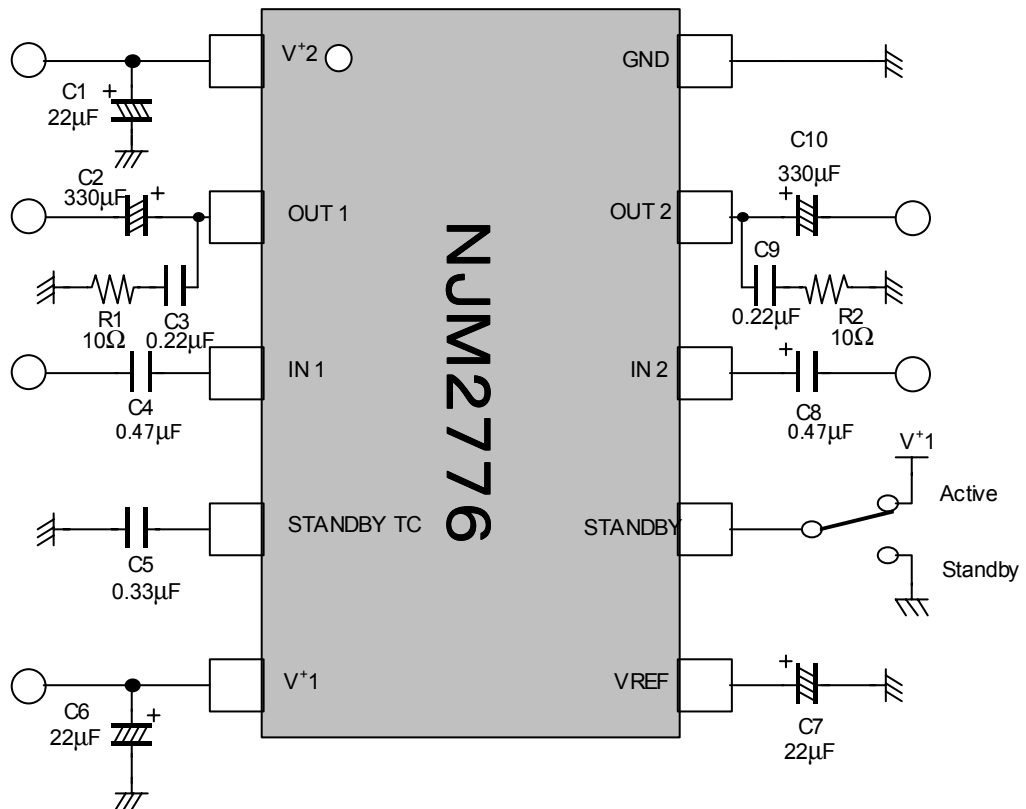 V+2
GND
C1
+
22µF
C10
330µF
C2
330µF
+
OUT 1
OUT 2
+
NJM2776
C9
0.22µF
R1
10Ω
C3
0.22µF
R2
10Ω
IN 1
IN 2
+
C4
0.47µF
C8
0.47µF
V+1
Active
STANDBY TC
STANDBY
C5
0.33µF
Standby
V+1
VREF
+
C6
22µF
+
C7
22µF